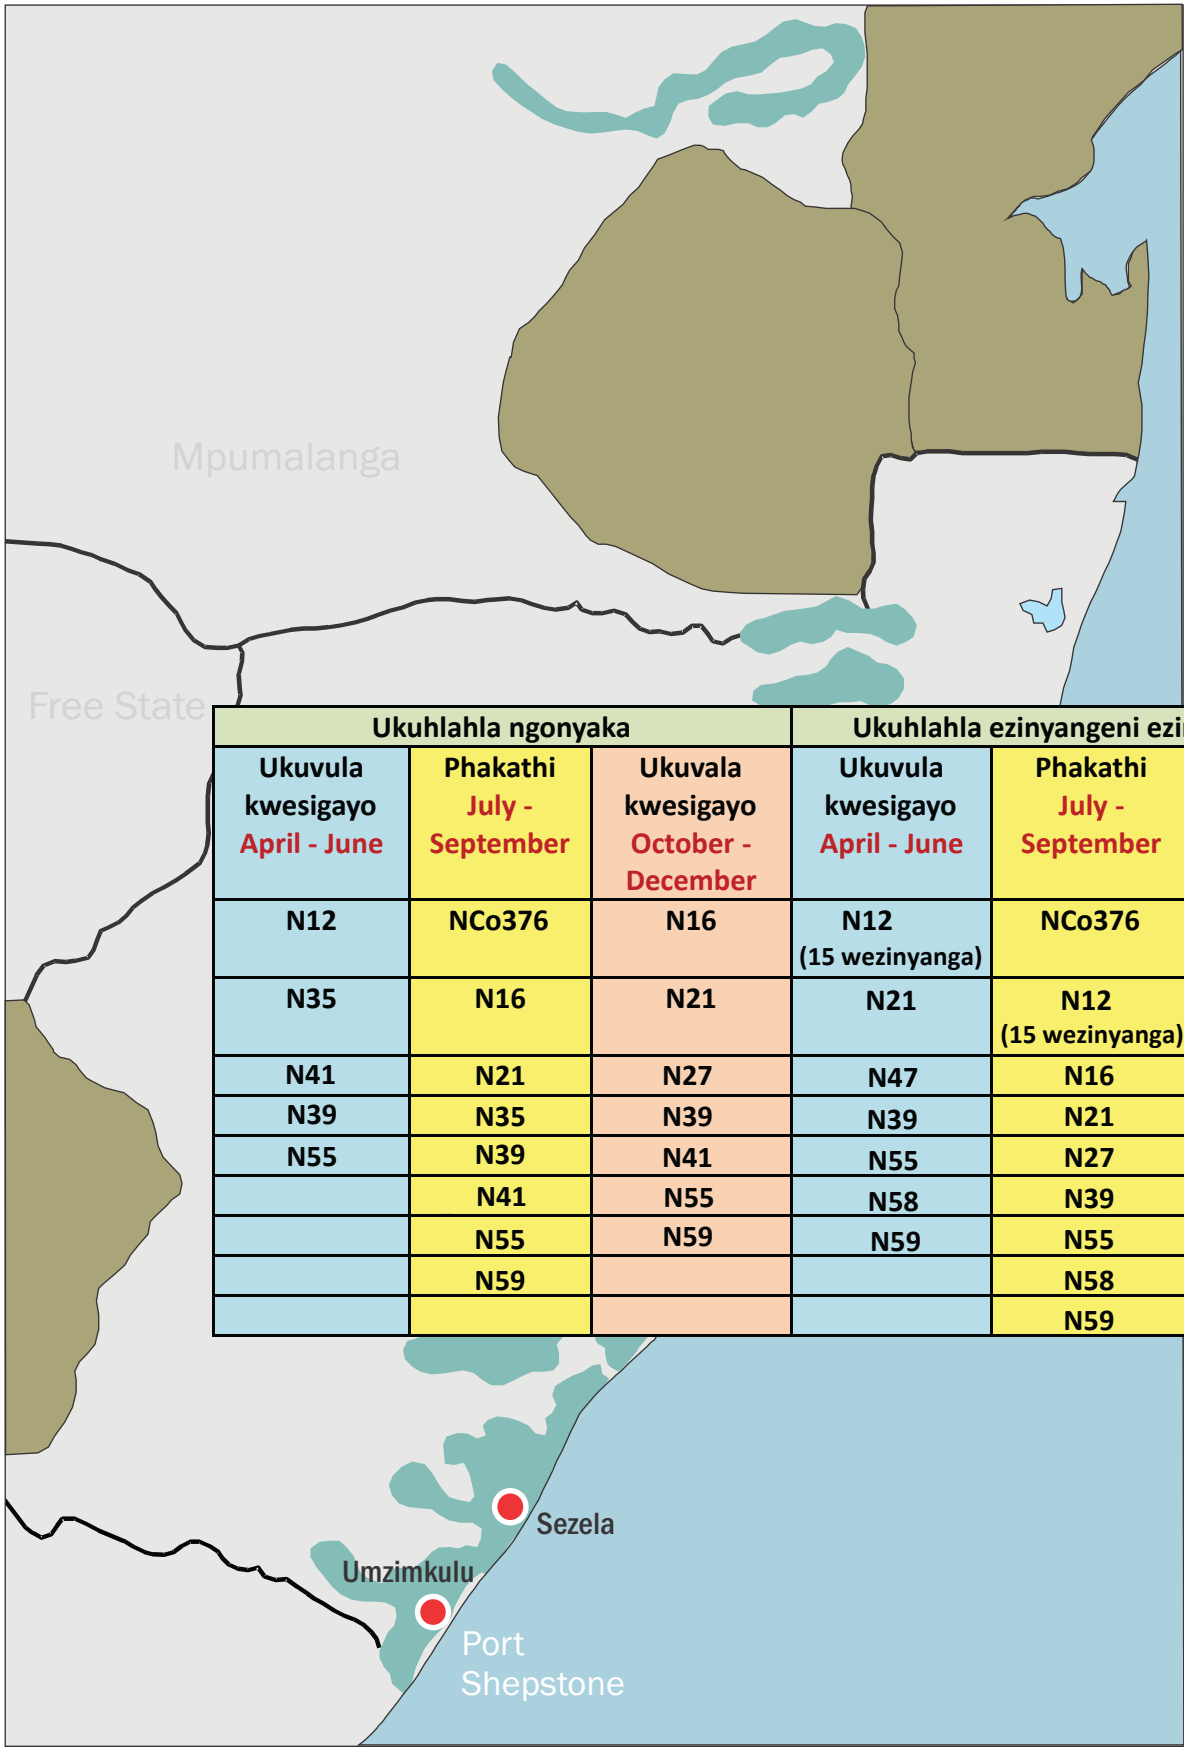 Mpumalanga
Free State
Ukuhlahla ngonyaka
Ukuhlahla ezinyangeni
Ukuvula kwesigayo April - June
Phakathi July - September
Ukuvala kwesigayo October - December
Ukuvula kwesigayo April - June
Phakathi July - September
N12 NCo376 N16 N12 (15 wezinyanga) NCo376
N35 N16 N21 N21 N12 (15 wezinyanga)
N41 N21 N27 N47 N16
N39 N35 N39 N39 N21
N55 N39 N41 N55 N27
N41 N55 N58 N39
N55 N59 N59 N55
N59 N58
N59
Sezela
Umzimkulu
Port
Shepstone